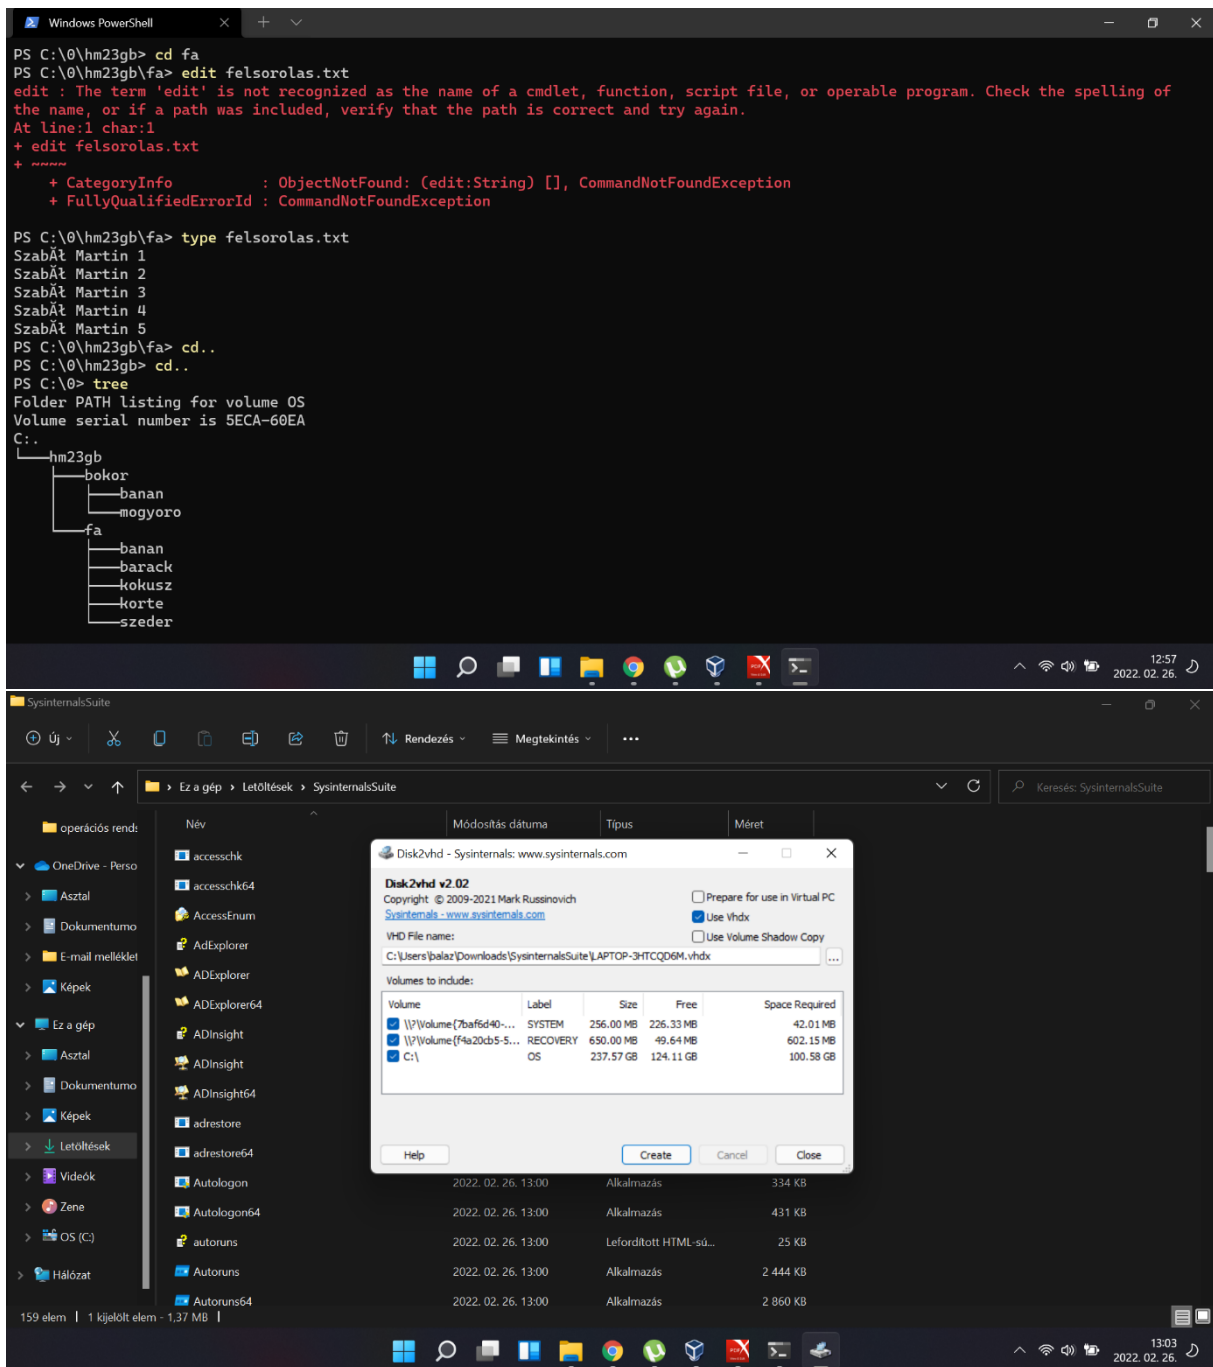 Windows PowerShell
PS C:\0\hm23gb> cd fa
PS C:\0\hm23gb\fa> edit felsorolas.txt
edit : The term 'edit' is not recognized as the name of a cmdlet, function, script file, or operable program. Check the spelling of
the name, or if a path was included, verify that the path is correct and try again.
At line:1 char:1
+ edit felsorolas.txt
+ ~~~~
    + CategoryInfo          : ObjectNotFound: (edit:String) [], CommandNotFoundException
    + FullyQualifiedErrorId : CommandNotFoundException
PS C:\0\hm23gb\fa> type felsorolas.txt
SzabĂł Martin 1
SzabĂł Martin 2
SzabĂł Martin 3
SzabĂł Martin 4
SzabĂł Martin 5
PS C:\0\hm23gb\fa> cd..
PS C:\0\hm23gb> cd..
PS C:\0> tree
Folder PATH listing for volume OS
Volume serial number is 5ECA-60EA
C:.
└───hm23gb
    ├───bokor
    │   ├───banan
    │   └───mogyoro
    └───fa
        ├───banan
        ├───barack
        ├───kokusz
        ├───korte
        └───szeder
12:57
2022. 02. 26.
SysinternalsSuite
Új
Rendezés
Megtekintés
Ez a gép > Letöltések > SysinternalsSuite
Keresés: SysinternalsSuite
operációs rends
OneDrive - Perso
Asztal
Dokumentumo
E-mail melléklet
Képek
Ez a gép
Asztal
Dokumentumo
Képek
Letöltések
Videók
Zene
OS (C:)
Hálózat
Név Módosítás dátuma Típus Méret
accesschk
accesschk64
AccessEnum
AdExplorer
ADExplorer
ADExplorer64
ADInsight
ADInsight
ADInsight64
adrestore
adrestore64
Autologon 2022. 02. 26. 13:00 Alkalmazás 334 KB
Autologon64 2022. 02. 26. 13:00 Alkalmazás 431 KB
autoruns 2022. 02. 26. 13:00 Lefordított HTML-sú... 25 KB
Autoruns 2022. 02. 26. 13:00 Alkalmazás 2 444 KB
Autoruns64 2022. 02. 26. 13:00 Alkalmazás 2 860 KB
Disk2vhd - Sysinternals: www.sysinternals.com
Disk2vhd v2.02
Copyright © 2009-2021 Mark Russinovich
Sysinternals - www.sysinternals.com
Prepare for use in Virtual PC
Use Vhdx
Use Volume Shadow Copy
VHD File name:
C:\Users\balaz\Downloads\SysinternalsSuite\LAPTOP-3HTCQD6M.vhdx
...
Volumes to include:
Volume Label Size Free Space Required
\\?\Volume{7baf6d40-... SYSTEM 256.00 MB 226.33 MB 42.01 MB
\\?\Volume{f4a20cb5-5... RECOVERY 650.00 MB 49.64 MB 602.15 MB
C:\ OS 237.57 GB 124.11 GB 100.58 GB
Help Create Cancel Close
159 elem | 1 kijelölt elem - 1,37 MB |
13:03
2022. 02. 26.